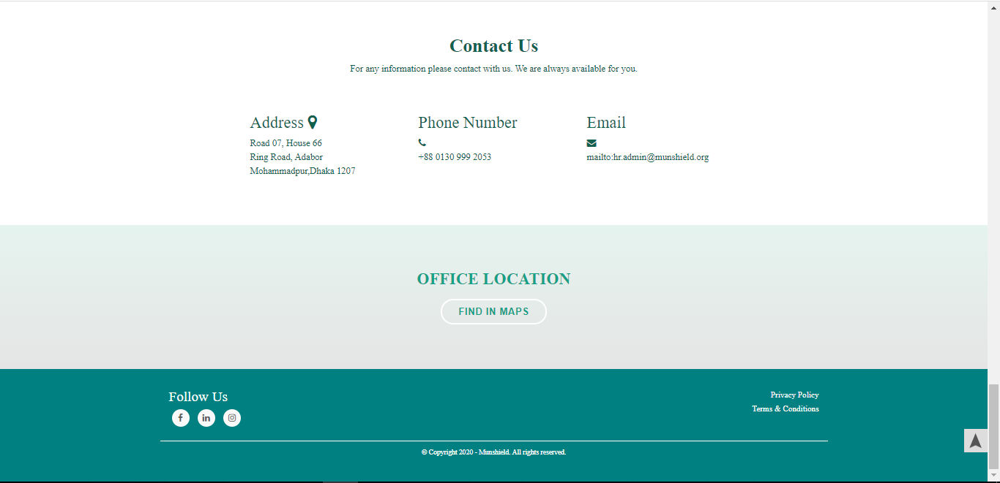 Contact Us
For any information please contact with us. We are always available for you.
Address
Road 07, House 66
Ring Road, Adabor
Mohammadpur,Dhaka 1207
Phone Number
+88 0130 999 2053
Email
mailto:hr.admin@munshield.org
OFFICE LOCATION
FIND IN MAPS
Follow Us
Privacy Policy
Terms & Conditions
© Copyright 2020 - Munshield. All rights reserved.